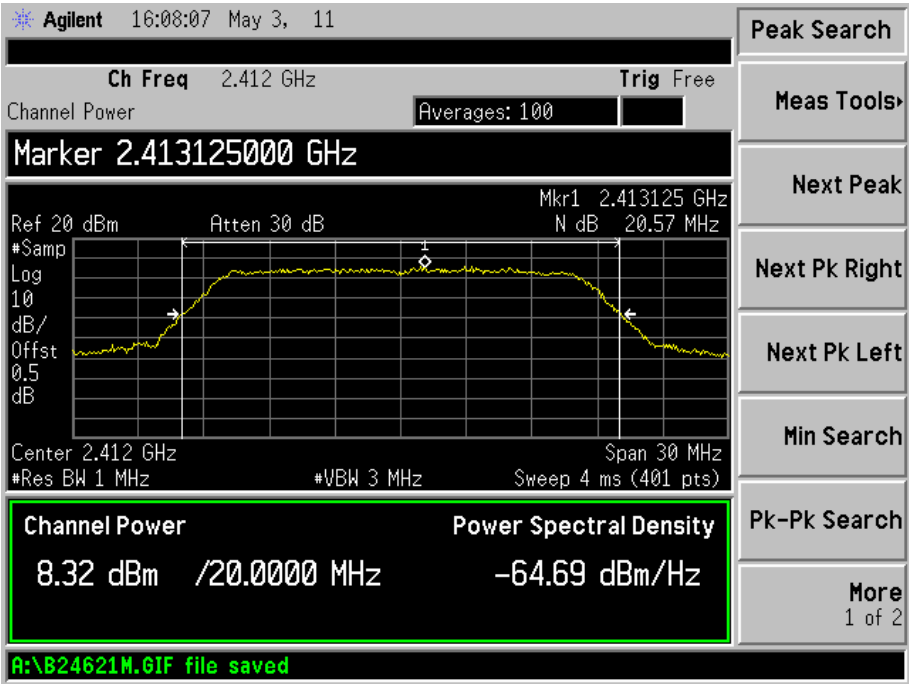 Agilent 16:08:07 May 3, 11
Peak Search
Ch Freq 2.412 GHz Trig Free
Channel Power Averages: 100
Meas Tools
Marker 2.413125000 GHz
Next Peak
Mkr1 2.413125 GHz
Ref 20 dBm Atten 30 dB N dB 20.57 MHz
#Samp
Log
10
dB/
Offst
0.5
dB
1
Next Pk Right
Next Pk Left
Center 2.412 GHz Span 30 MHz
#Res BW 1 MHz #VBW 3 MHz Sweep 4 ms (401 pts)
Min Search
Channel Power Power Spectral Density
8.32 dBm /20.0000 MHz -64.69 dBm/Hz
Pk-Pk Search
More
1 of 2
A:\B24621M.GIF file saved